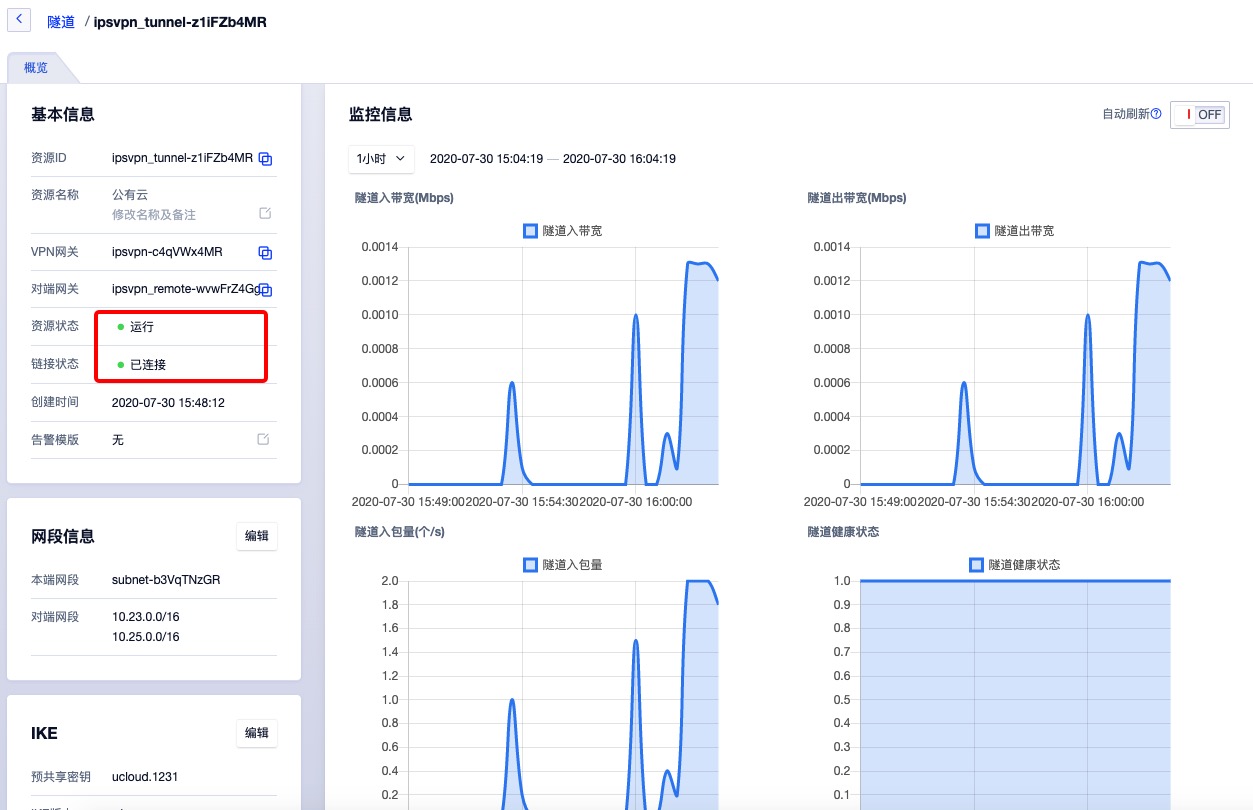 隧道 / ipsvpn_tunnel-z1iFZb4MR
概览
基本信息
资源ID ipsvpn_tunnel-z1iFZb4MR
资源名称 公有云
修改名称及备注
VPN网关 ipsvpn-c4qVWx4MR
对端网关 ipsvpn_remote-wvwFrZ4Gg
资源状态 运行
链接状态 已连接
创建时间 2020-07-30 15:48:12
告警模版 无
网段信息 编辑
本端网段 subnet-b3VqTNzGR
对端网段 10.23.0.0/16
10.25.0.0/16
IKE 编辑
预共享密钥 ucloud.1231
监控信息
自动刷新 OFF
1小时 2020-07-30 15:04:19 — 2020-07-30 16:04:19
隧道入带宽(Mbps)
隧道入带宽
0.0014
0.0012
0.0010
0.0008
0.0006
0.0004
0.0002
0
2020-07-30 15:49:00 2020-07-30 15:54:30 2020-07-30 16:00:00
隧道出带宽(Mbps)
隧道出带宽
0.0014
0.0012
0.0010
0.0008
0.0006
0.0004
0.0002
0
2020-07-30 15:49:00 2020-07-30 15:54:30 2020-07-30 16:00:00
隧道入包量(个/s)
隧道入包量
2.0
1.8
1.6
1.4
1.2
1.0
0.8
0.6
0.4
0.2
隧道健康状态
隧道健康状态
1.0
0.9
0.8
0.7
0.6
0.5
0.4
0.3
0.2
0.1